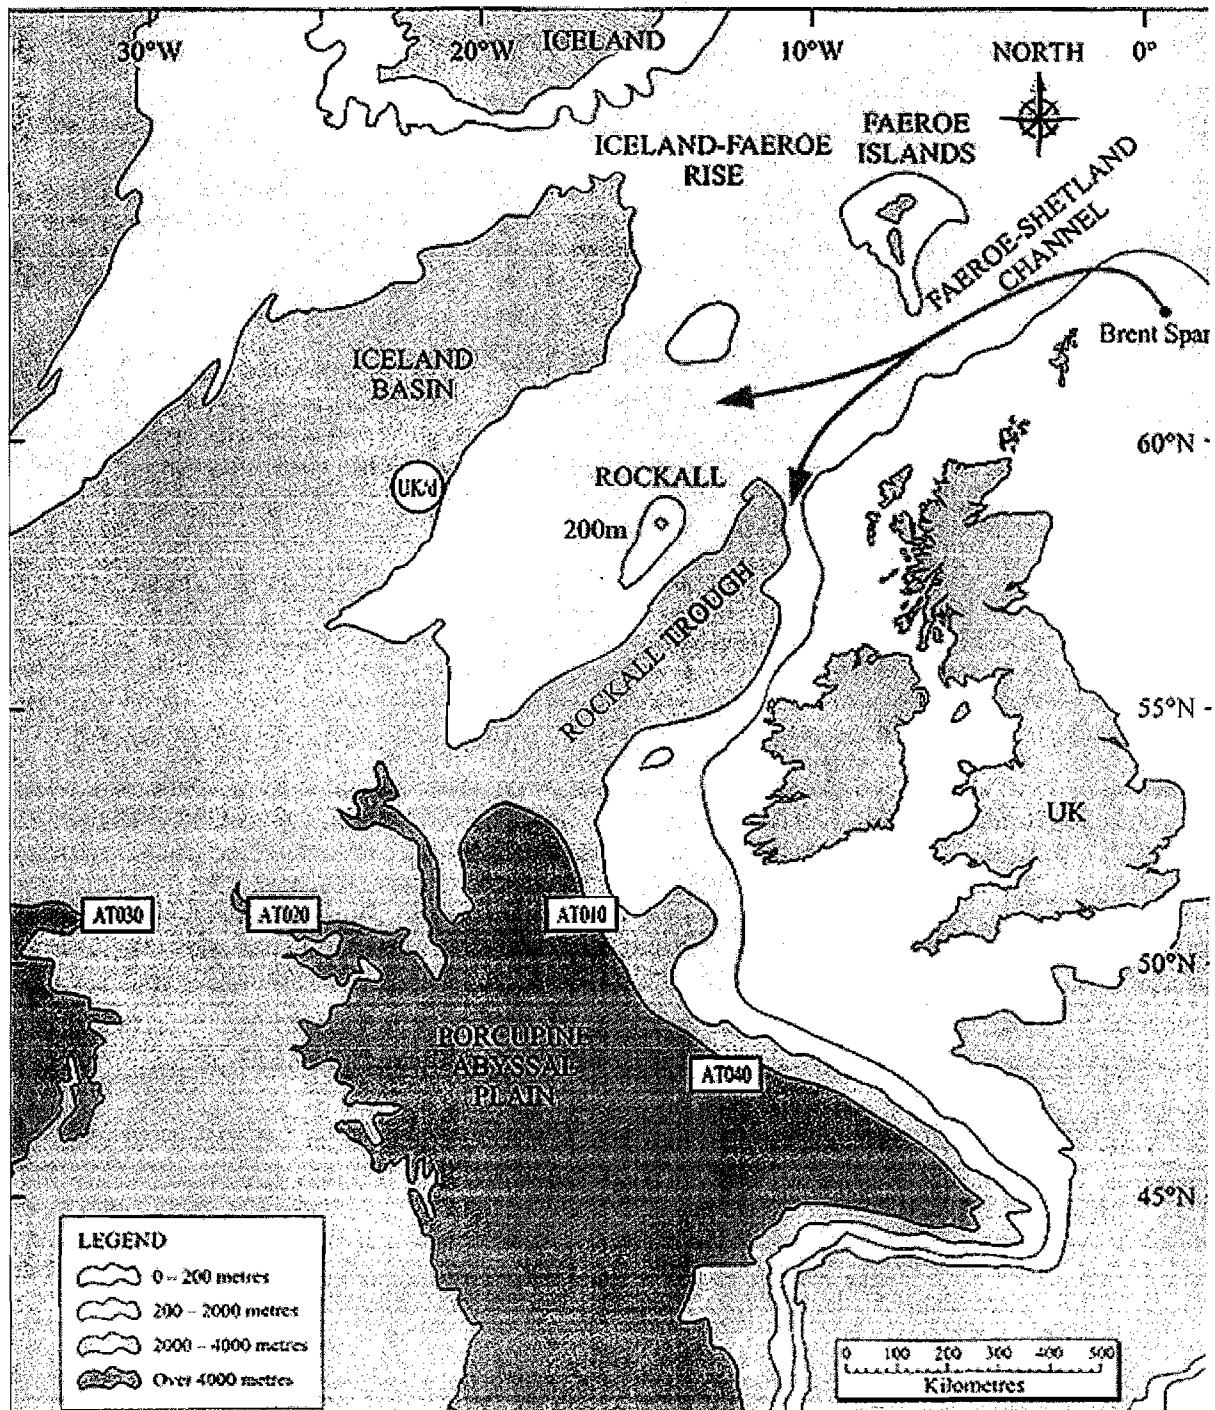 30°W
20°W
ICELAND
10°W
NORTH
0°
ICELAND-FAEROE
RISE
FAEROE
ISLANDS
FAEROE-SHETLAND
CHANNEL
Brent Spar
ICELAND
BASIN
60°N
UK/d
ROCKALL
200m
ROCKALL TROUGH
55°N
UK
AT030
AT020
AT010
50°N
PORCUPINE
ABYSSAL
PLAIN
AT040
45°N
LEGEND
0 – 200 metres
200 – 2000 metres
2000 – 4000 metres
Over 4000 metres
0 100 200 300 400 500
Kilometres